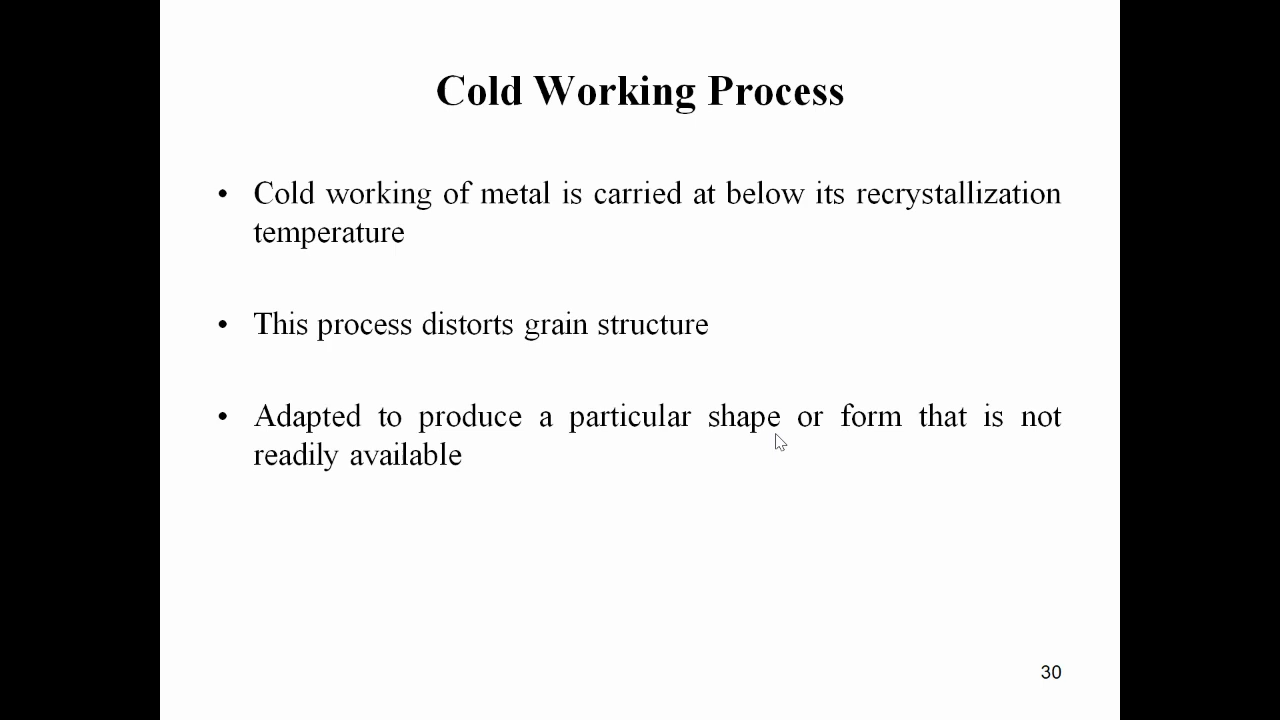 Cold Working Process
• Cold working of metal is carried at below its recrystallization
temperature
• This process distorts grain structure
• Adapted to produce a particular shape or form that is not
readily available
30